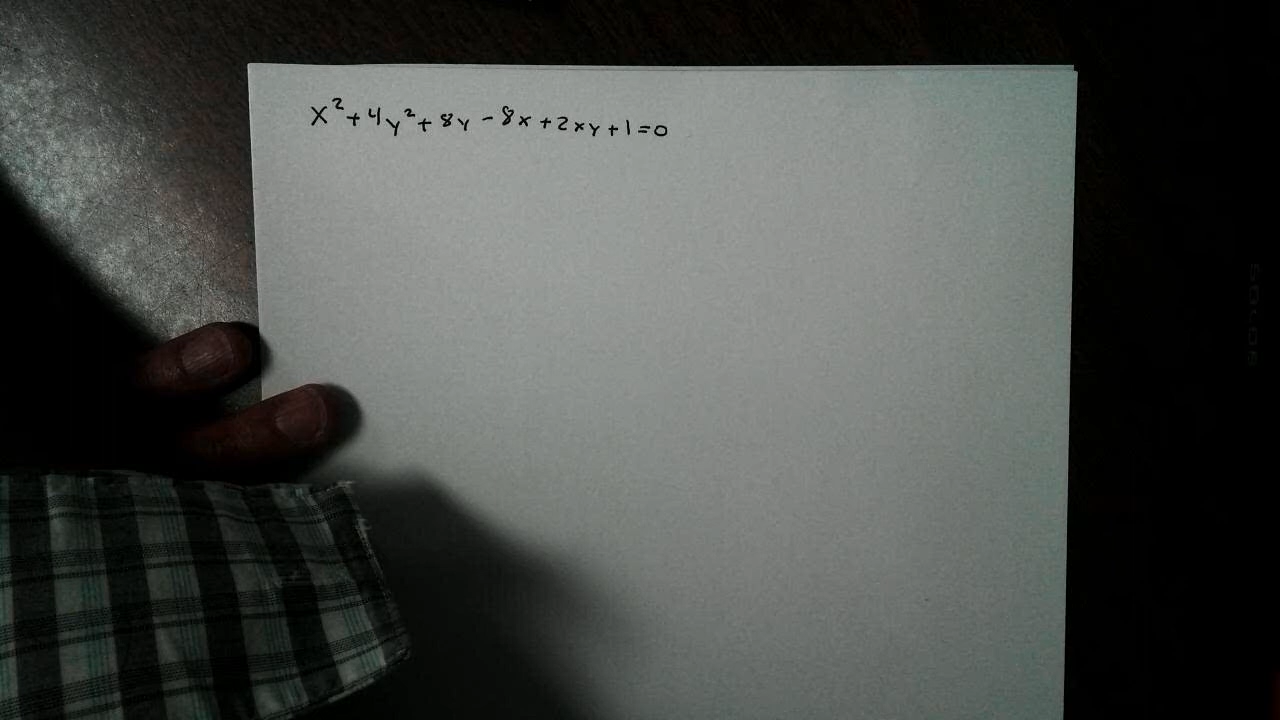 x² + 4y² + 8y - 8x + 2xy + 1 = 0